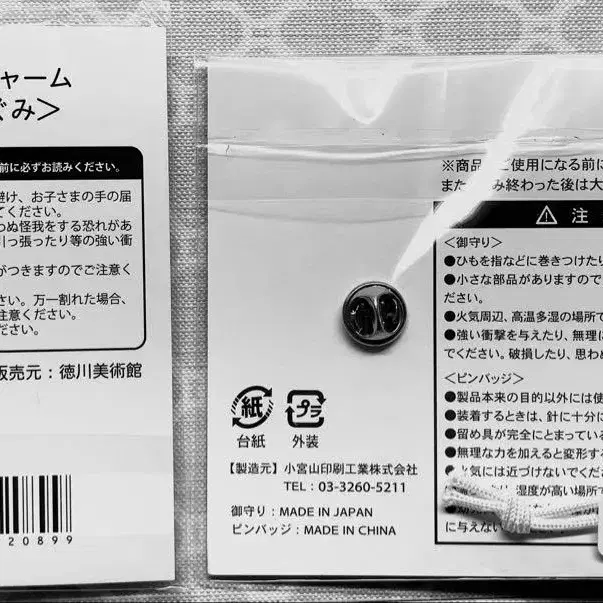 ャーム
ぐみ＞
前に必ずお読みください。
避け、お子さまの手の届
てください。
わぬ怪我をする恐れがあ
引っ張ったり等の強い衝
がつきますのでご注意く
さい。万一割れた場合、
ご注意ください。
ださい。
販売元：徳川美術館
20899
※商品 ご使用になる前に
また み終わった後は大
注
＜御守り＞
●ひもを指などに巻きつけたり
●小さな部品がありますので
ださい。
●火気周辺、高温多湿の場所で
●強い衝撃を与えたり、無理に
でください。破損したり、思わぬ
＜ピンバッジ＞
●製品本来の目的以外には使
●装着するときは、針に十分に
●留め具が完全にとまっている
●無理な力を加えると変形する
火気には近づけないでくださ
湿度が高い場所で
に与えない
紙
台紙
プラ
外装
【製造元】小宮山印刷工業株式会社
TEL：03-3260-5211
御守り：MADE IN JAPAN
ピンバッジ：MADE IN CHINA